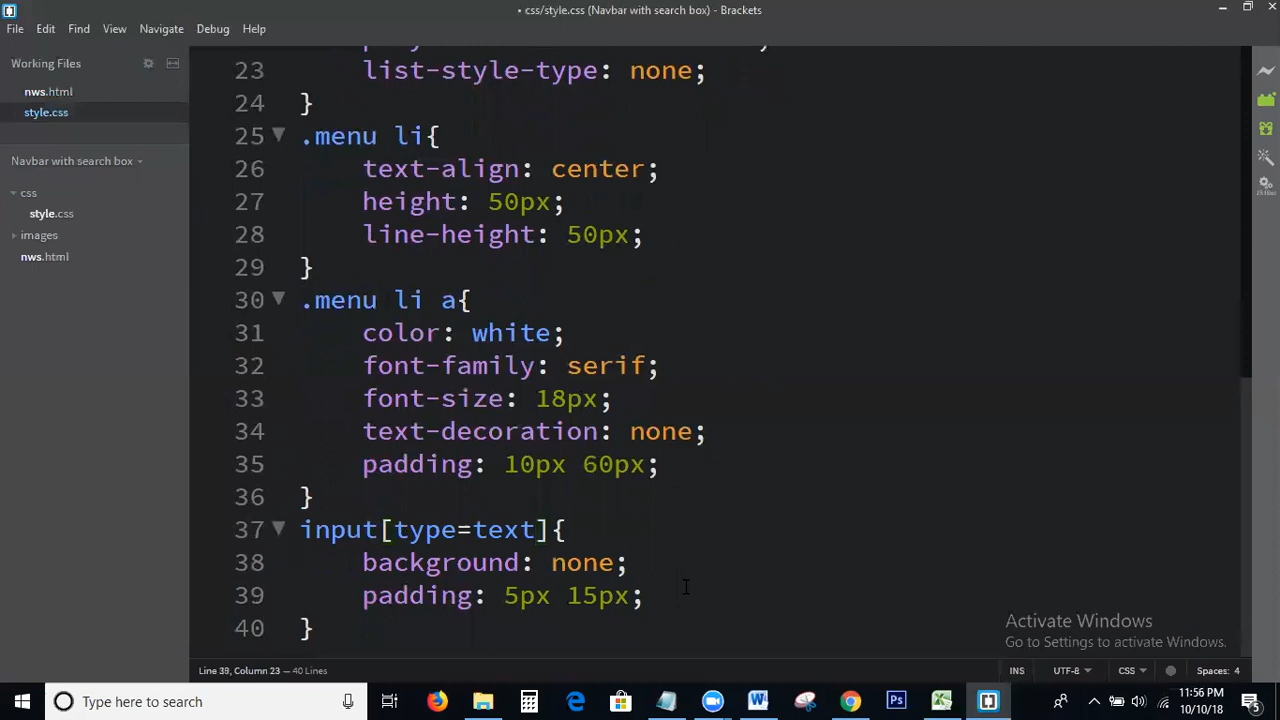 css/style.css (Navbar with search box) - Brackets
File Edit Find View Navigate Debug Help
Working Files
nws.html
style.css
Navbar with search box
css
style.css
images
nws.html
23 list-style-type: none;
24 }
25 .menu li{
26 text-align: center;
27 height: 50px;
28 line-height: 50px;
29 }
30 .menu li a{
31 color: white;
32 font-family: serif;
33 font-size: 18px;
34 text-decoration: none;
35 padding: 10px 60px;
36 }
37 input[type=text]{
38 background: none;
39 padding: 5px 15px;
40 }
Activate Windows
Go to Settings to activate Windows.
Line 39, Column 23 — 40 Lines
INS UTF-8 CSS Spaces: 4
Type here to search
11:56 PM
10/10/18
5